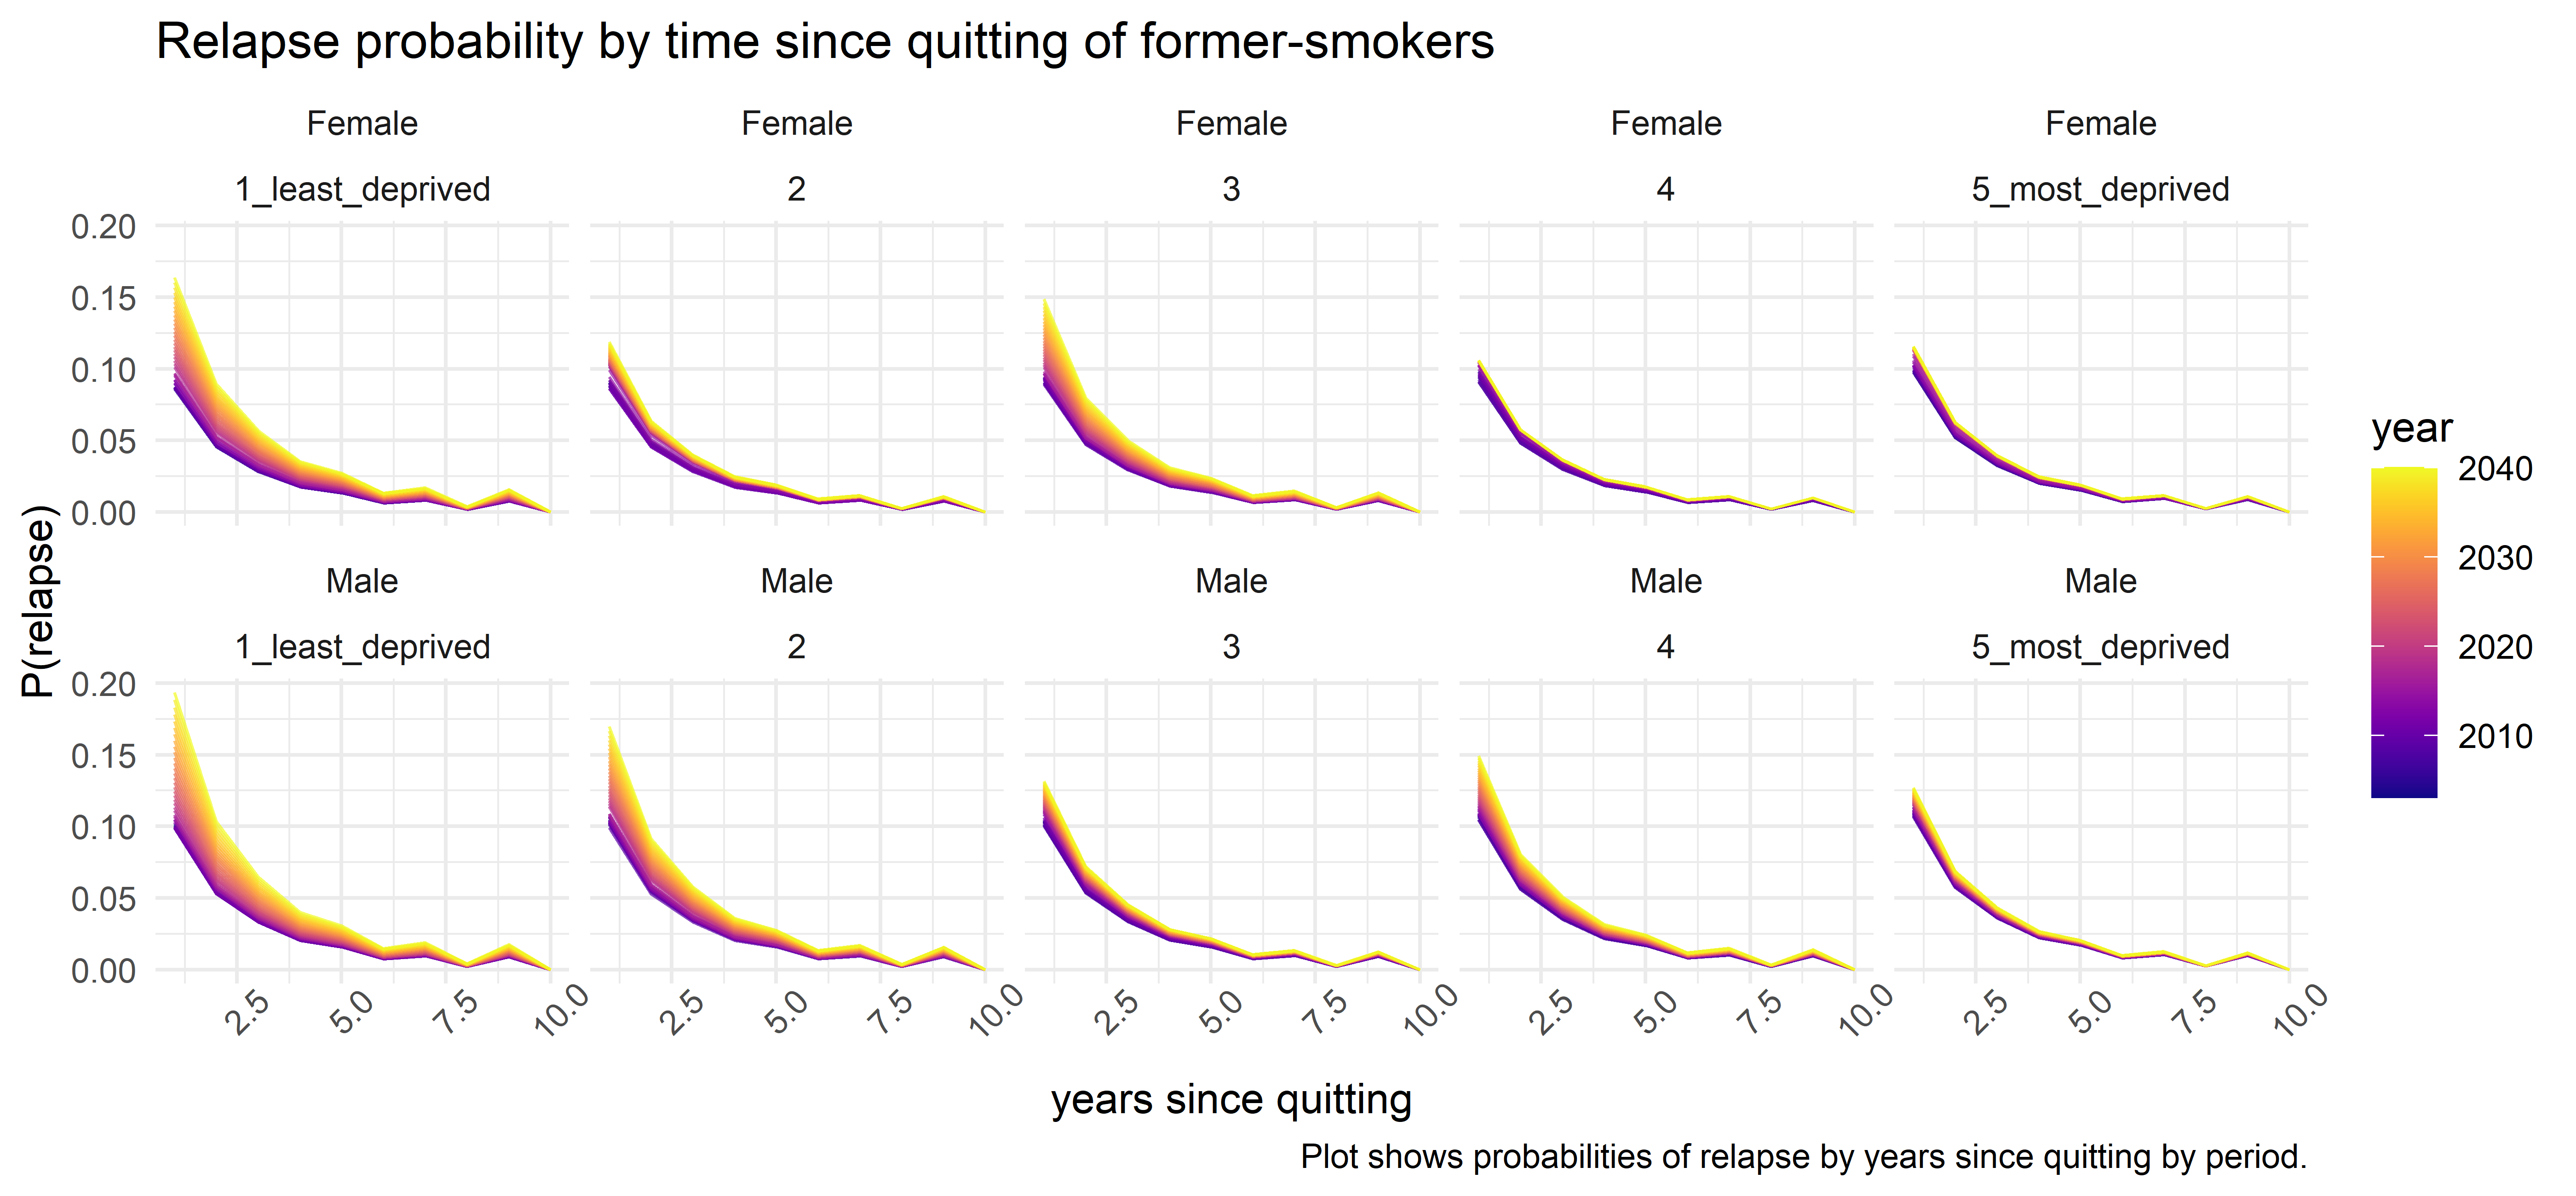 Relapse probability by time since quitting of former-smokers
Female Female Female Female Female
1_least_deprived 2 3 4 5_most_deprived
0.20
0.15
0.10
0.05
0.00
year
2040
2030
2020
2010
P(relapse)
Male Male Male Male Male
1_least_deprived 2 3 4 5_most_deprived
0.20
0.15
0.10
0.05
0.00
2.5 5.0 7.5 10.0 2.5 5.0 7.5 10.0 2.5 5.0 7.5 10.0 2.5 5.0 7.5 10.0 2.5 5.0 7.5 10.0
years since quitting
Plot shows probabilities of relapse by years since quitting by period.